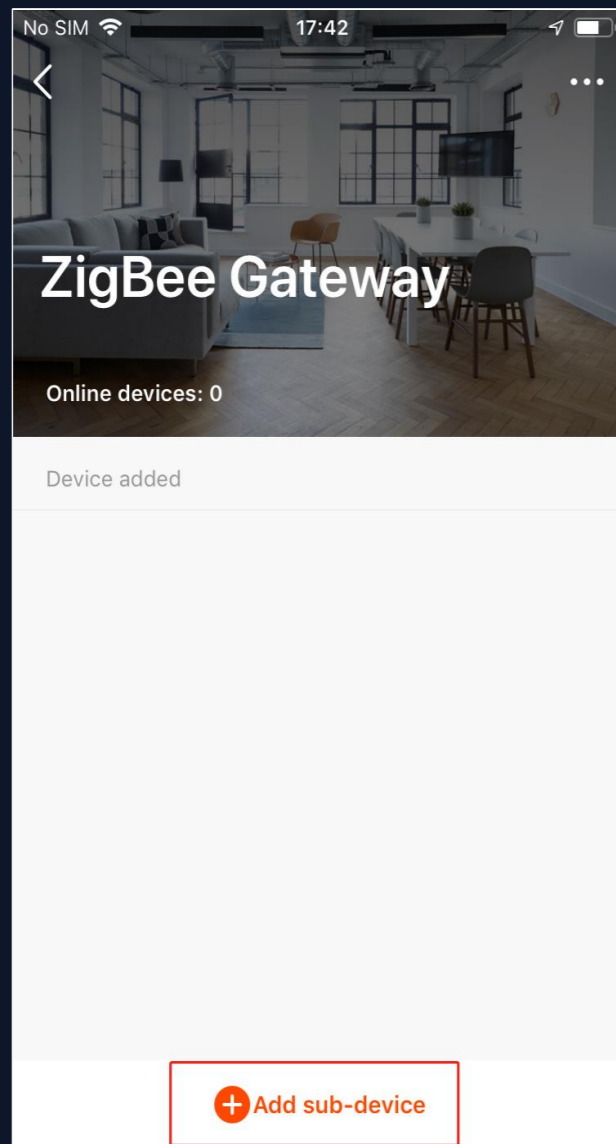 No SIM 17:42
ZigBee Gateway
Online devices: 0
Device added
Add sub-device